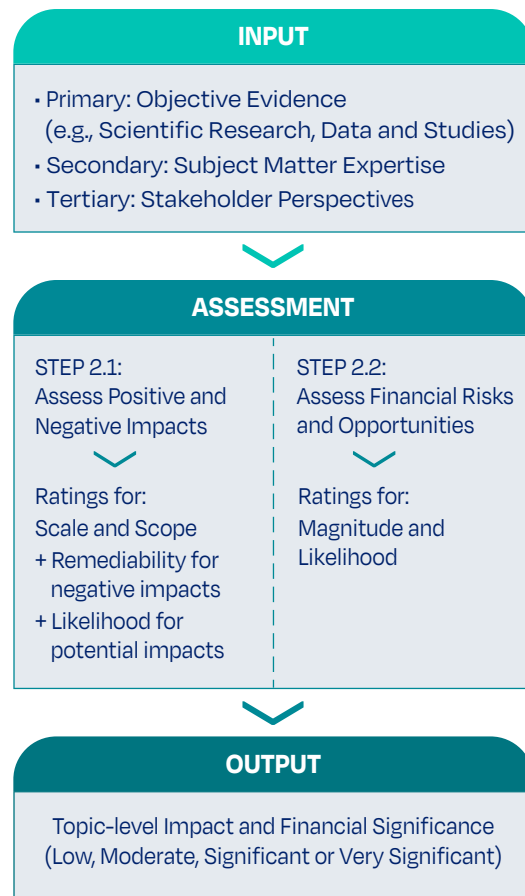 INPUT
• Primary: Objective Evidence
(e.g., Scientific Research, Data and Studies)
• Secondary: Subject Matter Expertise
• Tertiary: Stakeholder Perspectives
ASSESSMENT
STEP 2.1:
Assess Positive and
Negative Impacts
Ratings for:
Scale and Scope
+ Remediability for
negative impacts
+ Likelihood for
potential impacts
STEP 2.2:
Assess Financial Risks
and Opportunities
Ratings for:
Magnitude and
Likelihood
OUTPUT
Topic-level Impact and Financial Significance
(Low, Moderate, Significant or Very Significant)